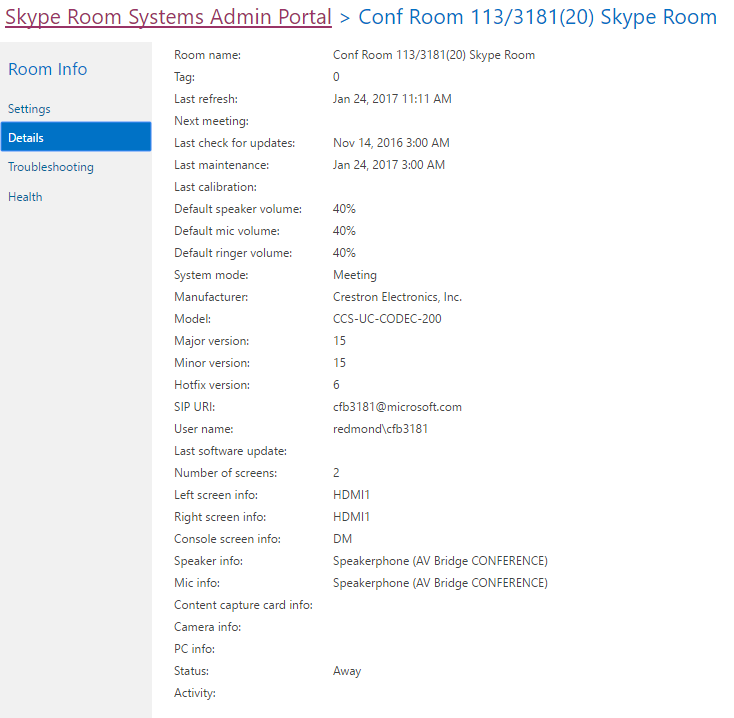 Skype Room Systems Admin Portal > Conf Room 113/3181(20) Skype Room
Room Info
Settings
Details
Troubleshooting
Health
Room name: Conf Room 113/3181(20) Skype Room
Tag: 0
Last refresh: Jan 24, 2017 11:11 AM
Next meeting:
Last check for updates: Nov 14, 2016 3:00 AM
Last maintenance: Jan 24, 2017 3:00 AM
Last calibration:
Default speaker volume: 40%
Default mic volume: 40%
Default ringer volume: 40%
System mode: Meeting
Manufacturer: Crestron Electronics, Inc.
Model: CCS-UC-CODEC-200
Major version: 15
Minor version: 15
Hotfix version: 6
SIP URI: cfb3181@microsoft.com
User name: redmond\cfb3181
Last software update:
Number of screens: 2
Left screen info: HDMI1
Right screen info: HDMI1
Console screen info: DM
Speaker info: Speakerphone (AV Bridge CONFERENCE)
Mic info: Speakerphone (AV Bridge CONFERENCE)
Content capture card info:
Camera info:
PC info:
Status: Away
Activity: